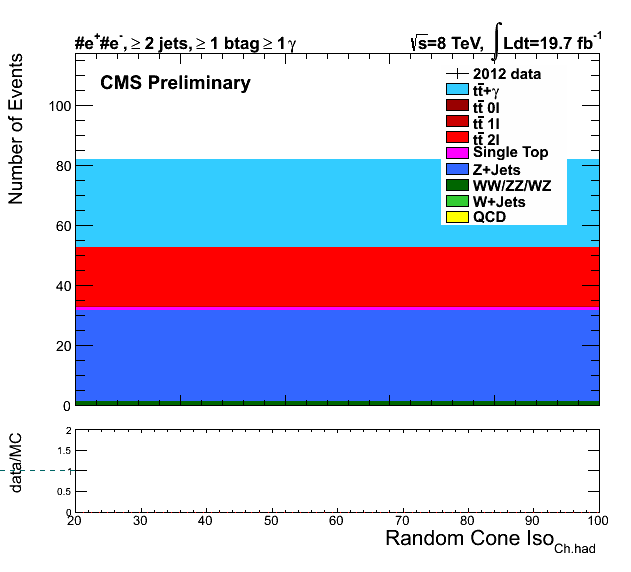 #e⁺#e⁻, ≥ 2 jets, ≥ 1 btag ≥ 1 γ
√s=8 TeV, ∫Ldt=19.7 fb⁻¹
CMS Preliminary
2012 data
tt̅+γ
tt̅ 0l
tt̅ 1l
tt̅ 2l
Single Top
Z+Jets
WW/ZZ/WZ
W+Jets
QCD
Number of Events
100
80
60
40
20
0
data/MC
2
1.5
1
0.5
0
20 30 40 50 60 70 80 90 100
Random Cone Iso_Ch.had